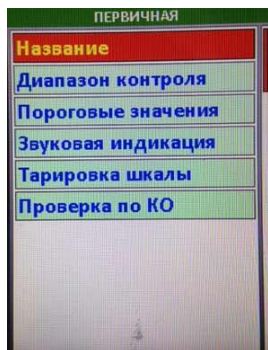 ПЕРВИЧНАЯ
Название
Диапазон контроля
Пороговые значения
Звуковая индикация
Тарировка шкалы
Проверка по КО